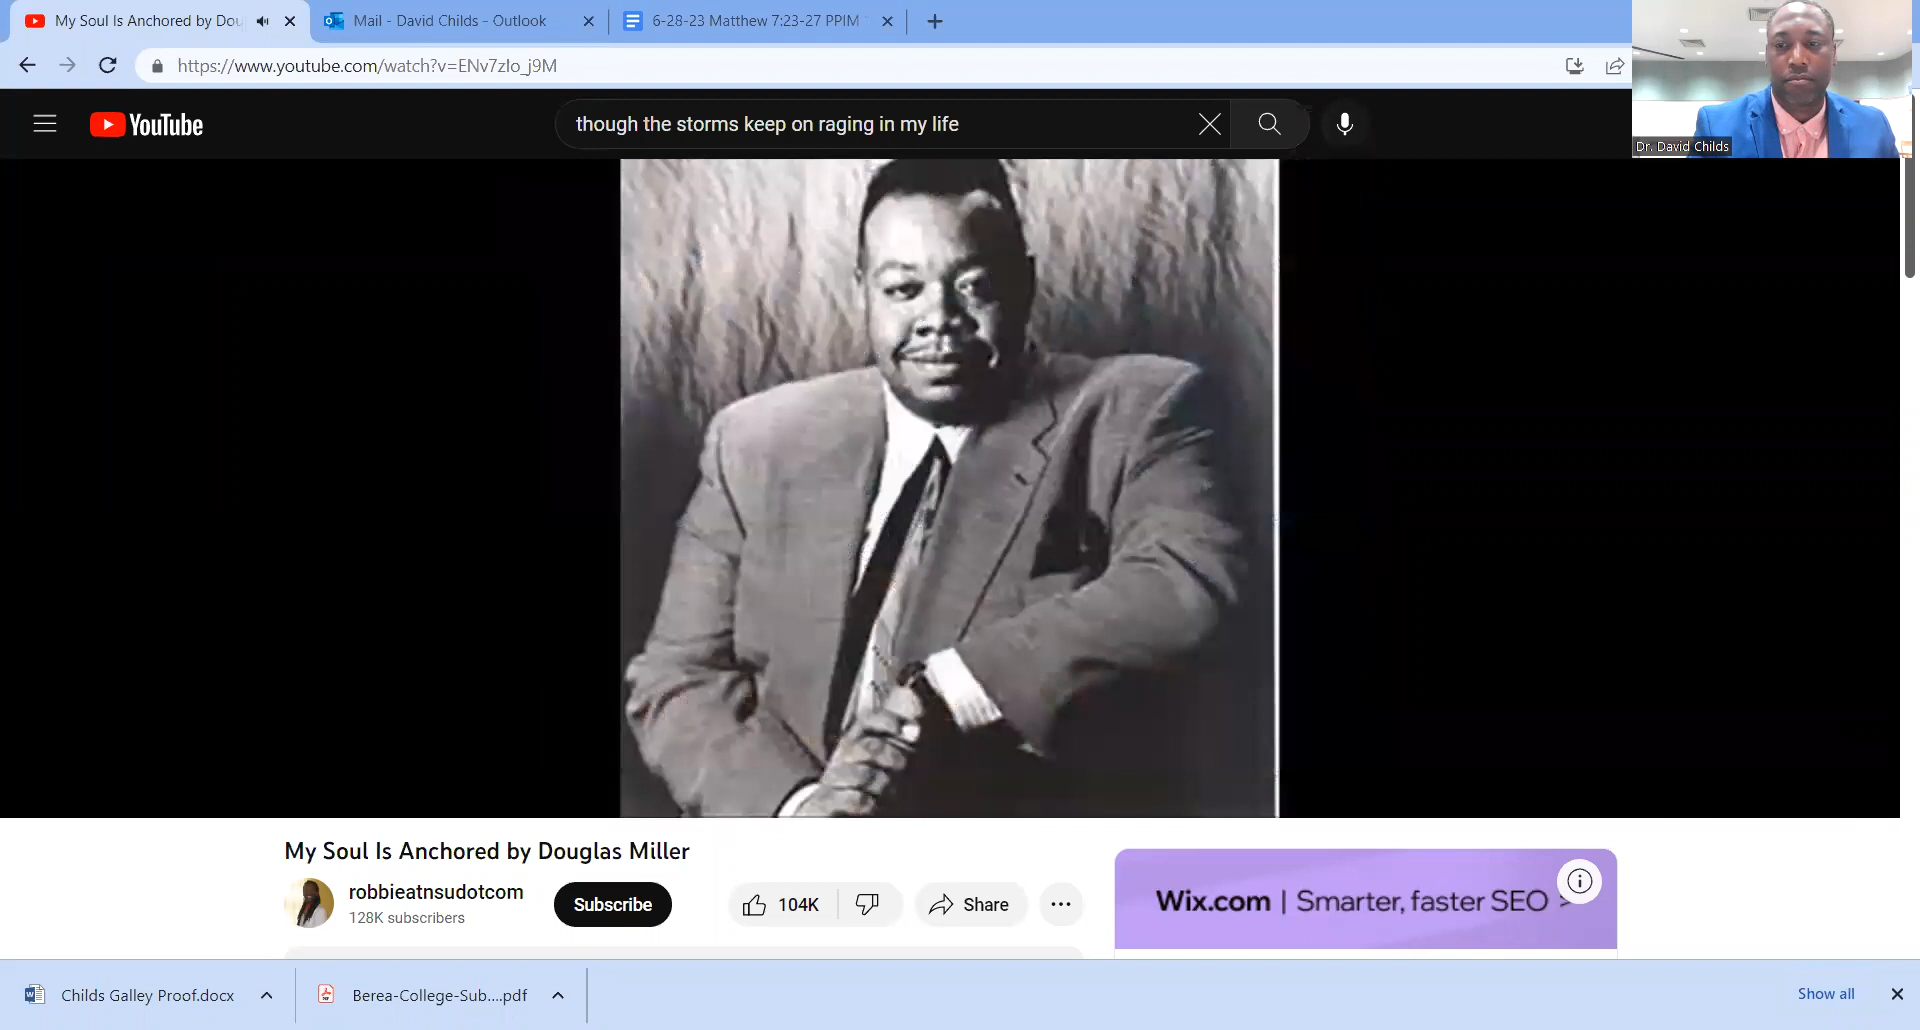 My Soul Is Anchored by Dou
Mail - David Childs - Outlook
6-28-23 Matthew 7:23-27 PPIM
https://www.youtube.com/watch?v=ENv7zIo_j9M
YouTube
though the storms keep on raging in my life
Dr. David Childs
My Soul Is Anchored by Douglas Miller
robbieatnsudotcom
128K subscribers
Subscribe
104K
Share
Wix.com | Smarter, faster SEO >
Childs Galley Proof.docx
Berea-College-Sub....pdf
Show all